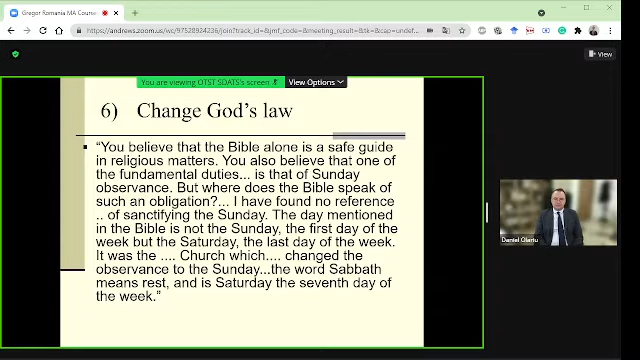 Gregor Romania MA Course
https://andrews.zoom.us/wc/97528924236/join?track_id=&jmf_code=&meeting_result=&tk=&cap=undef...
You are viewing OTST SDATS's screen
View Options
View
6) Change God's law
"You believe that the Bible alone is a safe guide
in religious matters. You also believe that one of
the fundamental duties... is that of Sunday
observance. But where does the Bible speak of
such an obligation?... I have found no reference
.. of sanctifying the Sunday. The day mentioned
in the Bible is not the Sunday, the first day of the
week but the Saturday, the last day of the week.
It was the .... Church which.... changed the
observance to the Sunday...the word Sabbath
means rest, and is Saturday the seventh day of
the week."
Daniel Olariu